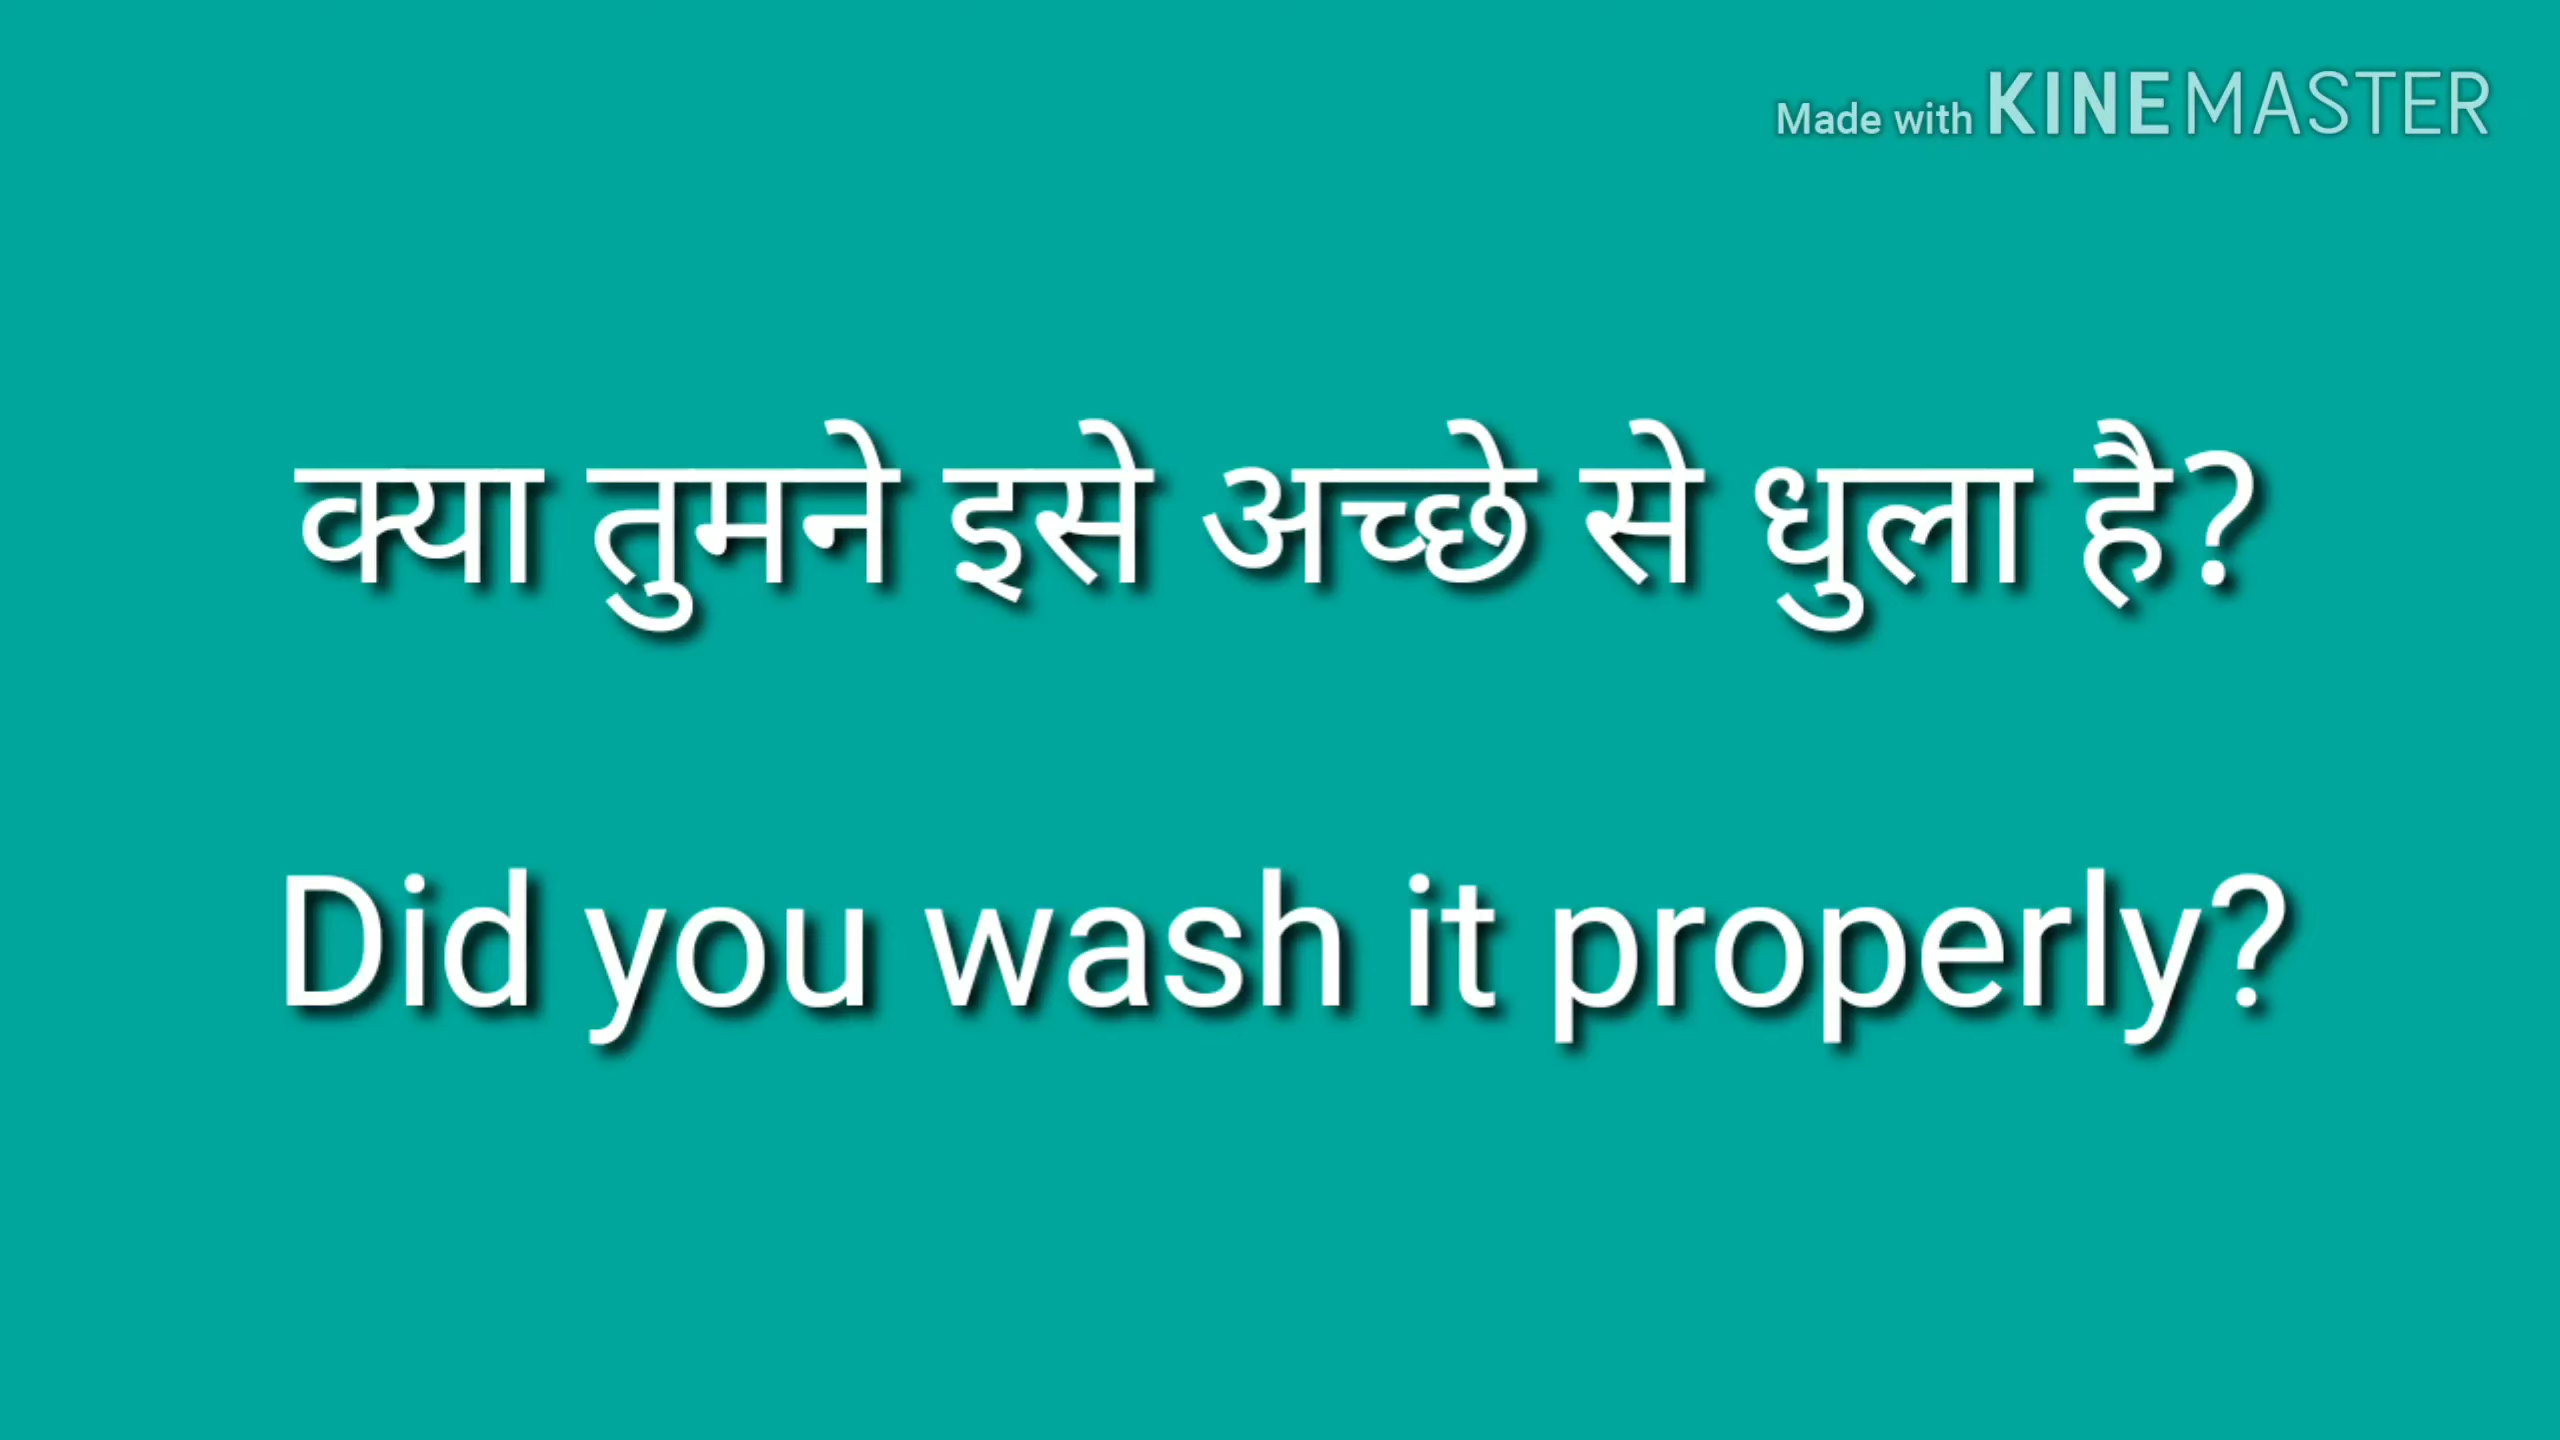 Made with KINEMASTER
क्या तुमने इसे अच्छे से धुला है?
Did you wash it properly?